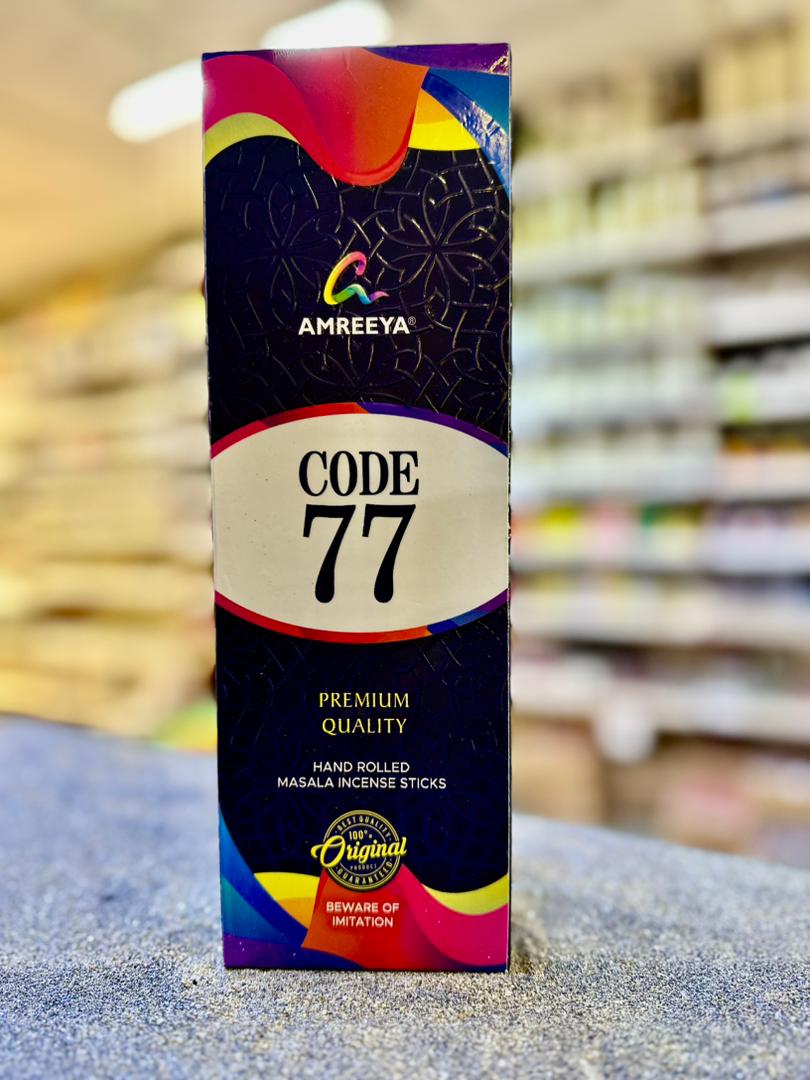 AMREEYA®
CODE
77
PREMIUM
QUALITY
HAND ROLLED
MASALA INCENSE STICKS
BEST QUALITY
100%
Original
PRODUCT
GUARANTEED
BEWARE OF
IMITATION